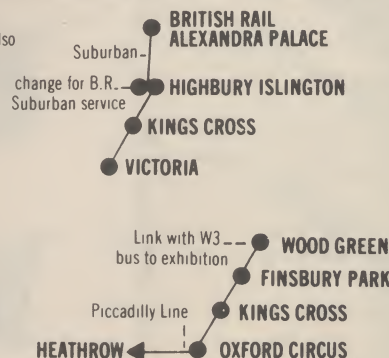 lso
BRITISH RAIL
ALEXANDRA PALACE
Suburban
change for B.R.
Suburban service
HIGHBURY ISLINGTON
KINGS CROSS
VICTORIA
Link with W3
bus to exhibition
WOOD GREEN
FINSBURY PARK
KINGS CROSS
Piccadilly Line
HEATHROW
OXFORD CIRCUS